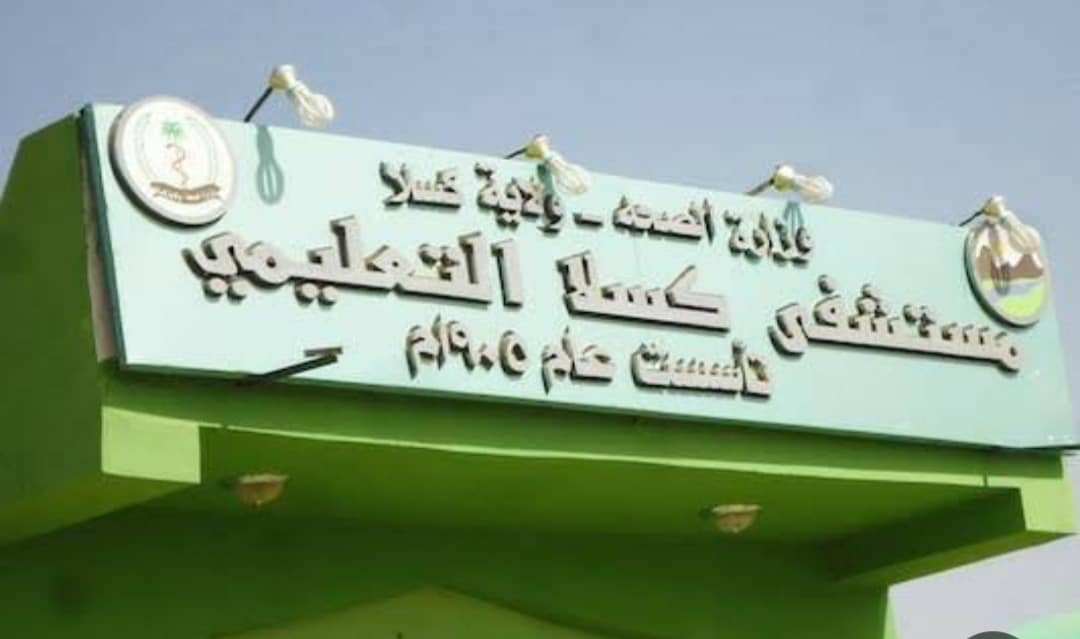 وزارة الصحة - ولاية كسلا
مستشفى كسلا التعليمي
تأسست عام ١٩٠٥م